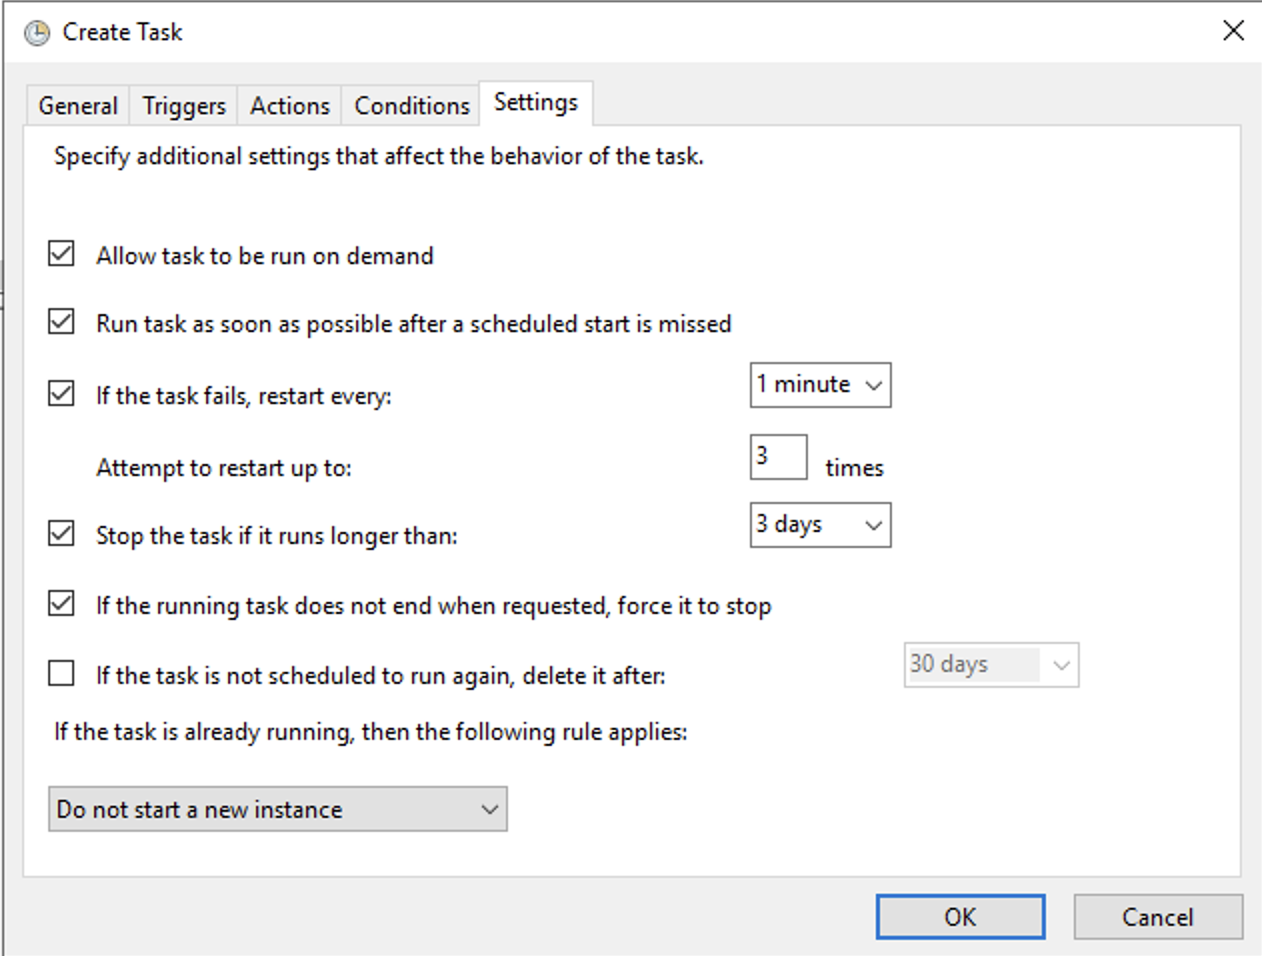 Create Task
General Triggers Actions Conditions Settings
Specify additional settings that affect the behavior of the task.
Allow task to be run on demand
Run task as soon as possible after a scheduled start is missed
If the task fails, restart every: 1 minute
Attempt to restart up to: 3 times
Stop the task if it runs longer than: 3 days
If the running task does not end when requested, force it to stop
If the task is not scheduled to run again, delete it after: 30 days
If the task is already running, then the following rule applies:
Do not start a new instance
OK Cancel